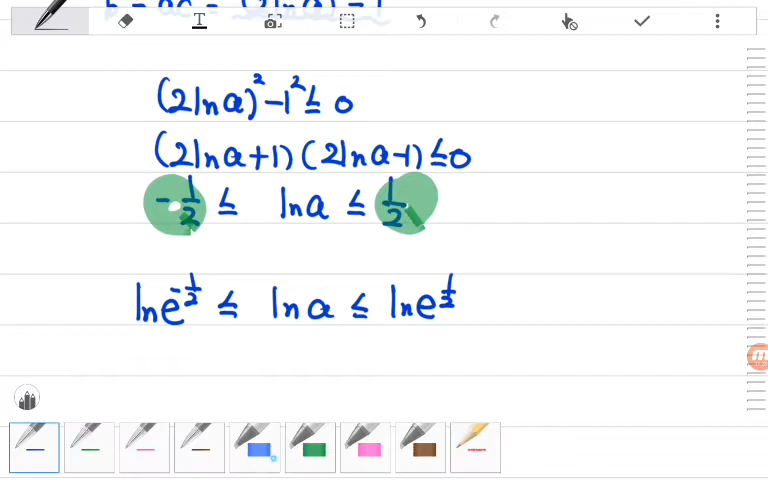 (2lna)² - 1² ≤ 0
(2lna+1)(2lna-1) ≤ 0
-1/2 ≤ lna ≤ 1/2
lne^(-1/2) ≤ lna ≤ lne^(1/2)